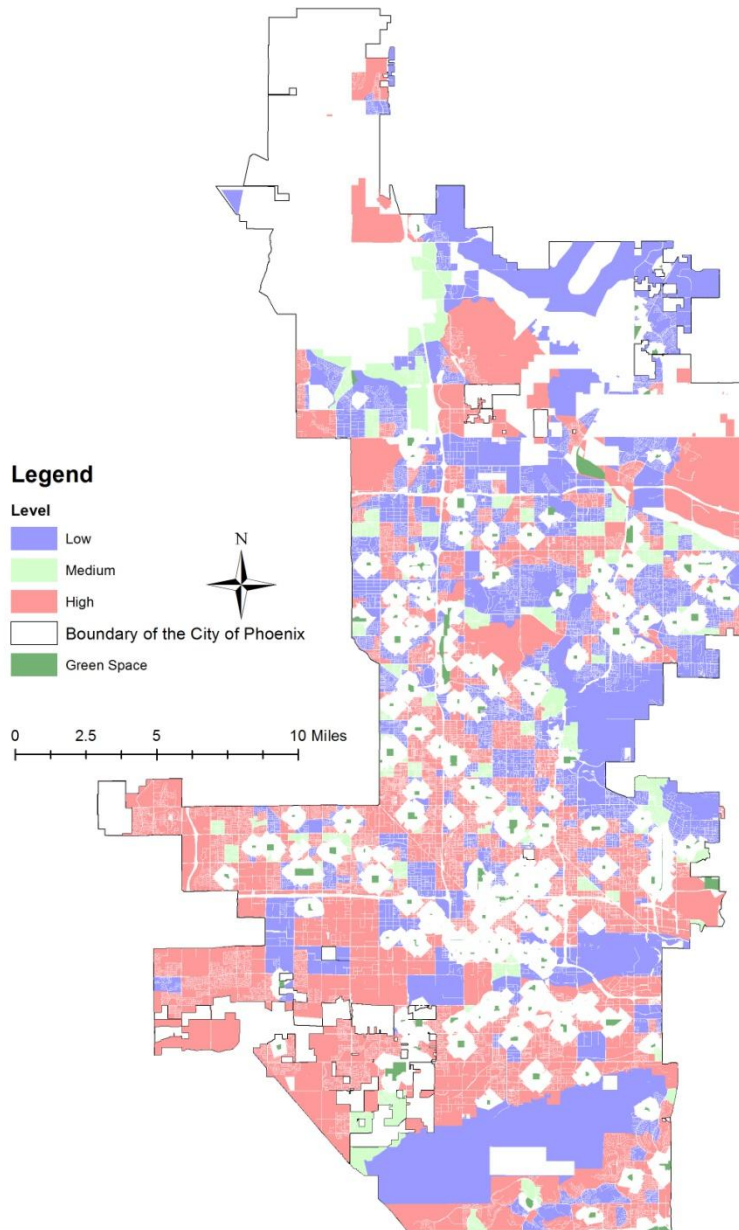 Legend
Level
Low
Medium
High
Boundary of the City of Phoenix
Green Space
N
0 2.5 5 10 Miles